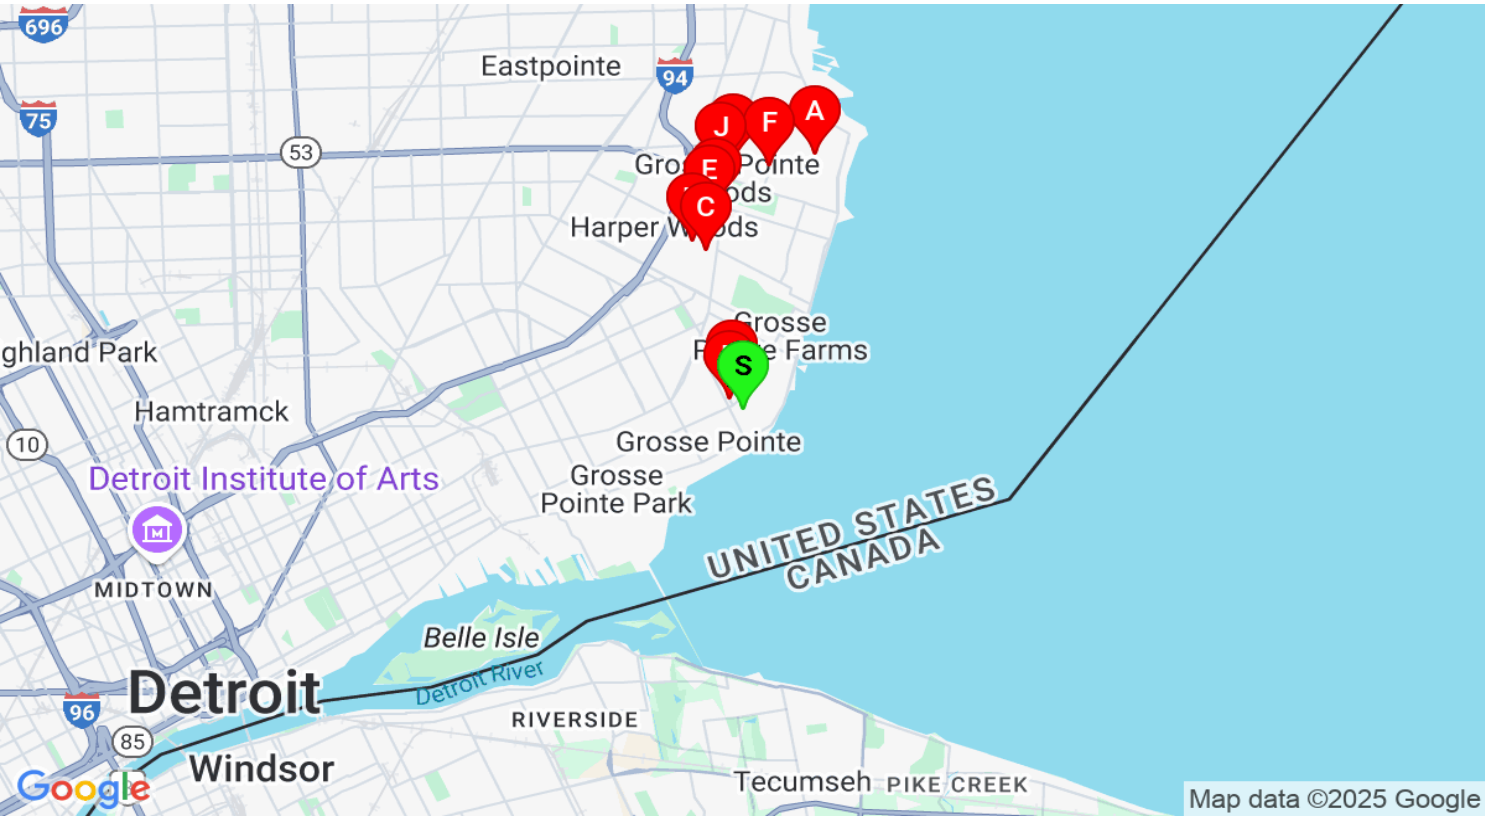 696
Eastpointe
94
75
A
F
J
53
E
Harper
C
Grosse
Farms
S
ghland Park
Hamtramck
10
Grosse Pointe
Detroit Institute of Arts
Grosse
Pointe Park
UNITED STATES
CANADA
M
MIDTOWN
Belle Isle
Detroit River
Detroit
96
RIVERSIDE
85
Windsor
Tecumseh
PIKE CREEK
Google
Map data ©2025 Google